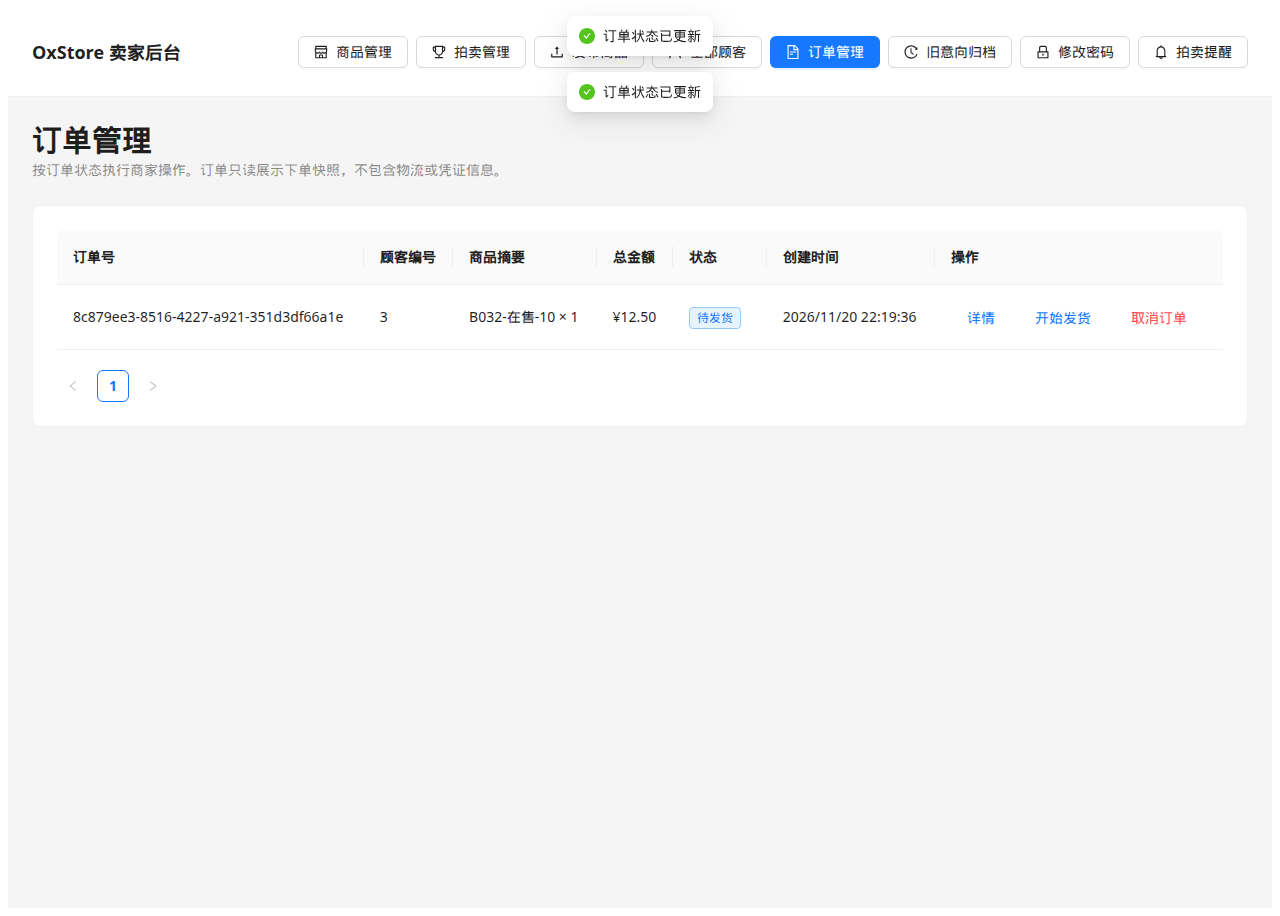 订单状态已更新
OxStore 卖家后台
商品管理
拍卖管理
全部顾客
订单管理
旧意向归档
修改密码
拍卖提醒
订单状态已更新
订单管理
按订单状态执行商家操作。订单只读展示下单快照，不包含物流或凭证信息。
订单号 顾客编号 商品摘要 总金额 状态 创建时间 操作
8c879ee3-8516-4227-a921-351d3df66a1e 3 B032-在售-10 × 1 ¥12.50 待发货 2026/11/20 22:19:36 详情 开始发货 取消订单
1